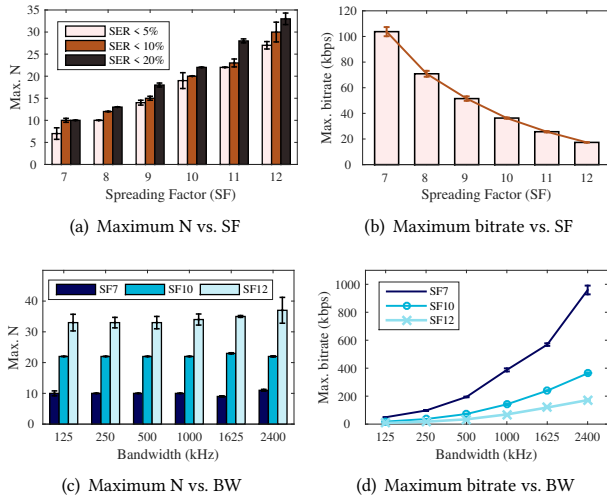 35
30
25
20
15
10
5
0
Max. N
SER < 5%
SER < 10%
SER < 20%
7 8 9 10 11 12
Spreading Factor (SF)
(a) Maximum N vs. SF
120
100
80
60
40
20
0
Max. bitrate (kbps)
7 8 9 10 11 12
Spreading Factor (SF)
(b) Maximum bitrate vs. SF
40
30
20
10
0
Max. N
SF7 SF10 SF12
125 250 500 1000 1625 2400
Bandwidth (kHz)
(c) Maximum N vs. BW
1000
800
600
400
200
0
Max. bitrate (kbps)
SF7
SF10
SF12
125 250 500 1000 1625 2400
Bandwidth (kHz)
(d) Maximum bitrate vs. BW